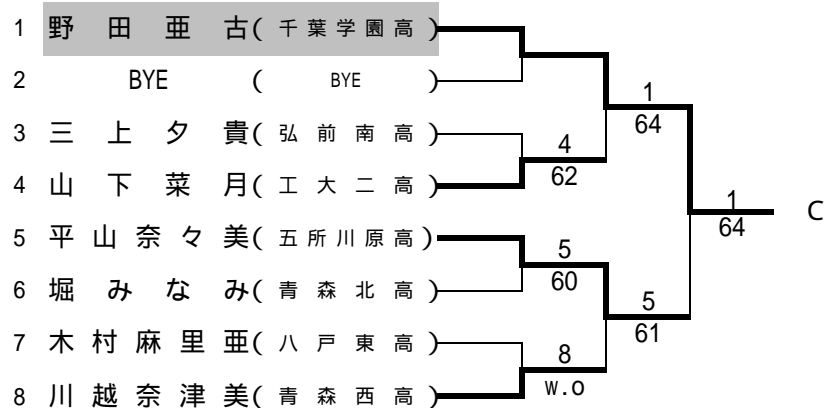 1 野田亜古(千葉学園高)
2 BYE (BYE)
3 三上夕貴(弘前南高)
4 山下菜月(工大二高)
5 平山奈々美(五所川原高)
6 堀みなみ(青森北高)
7 木村麻里亜(八戸東高)
8 川越奈津美(青森西高)
4
62
5
60
8
w.o
1
64
5
61
1
64
C